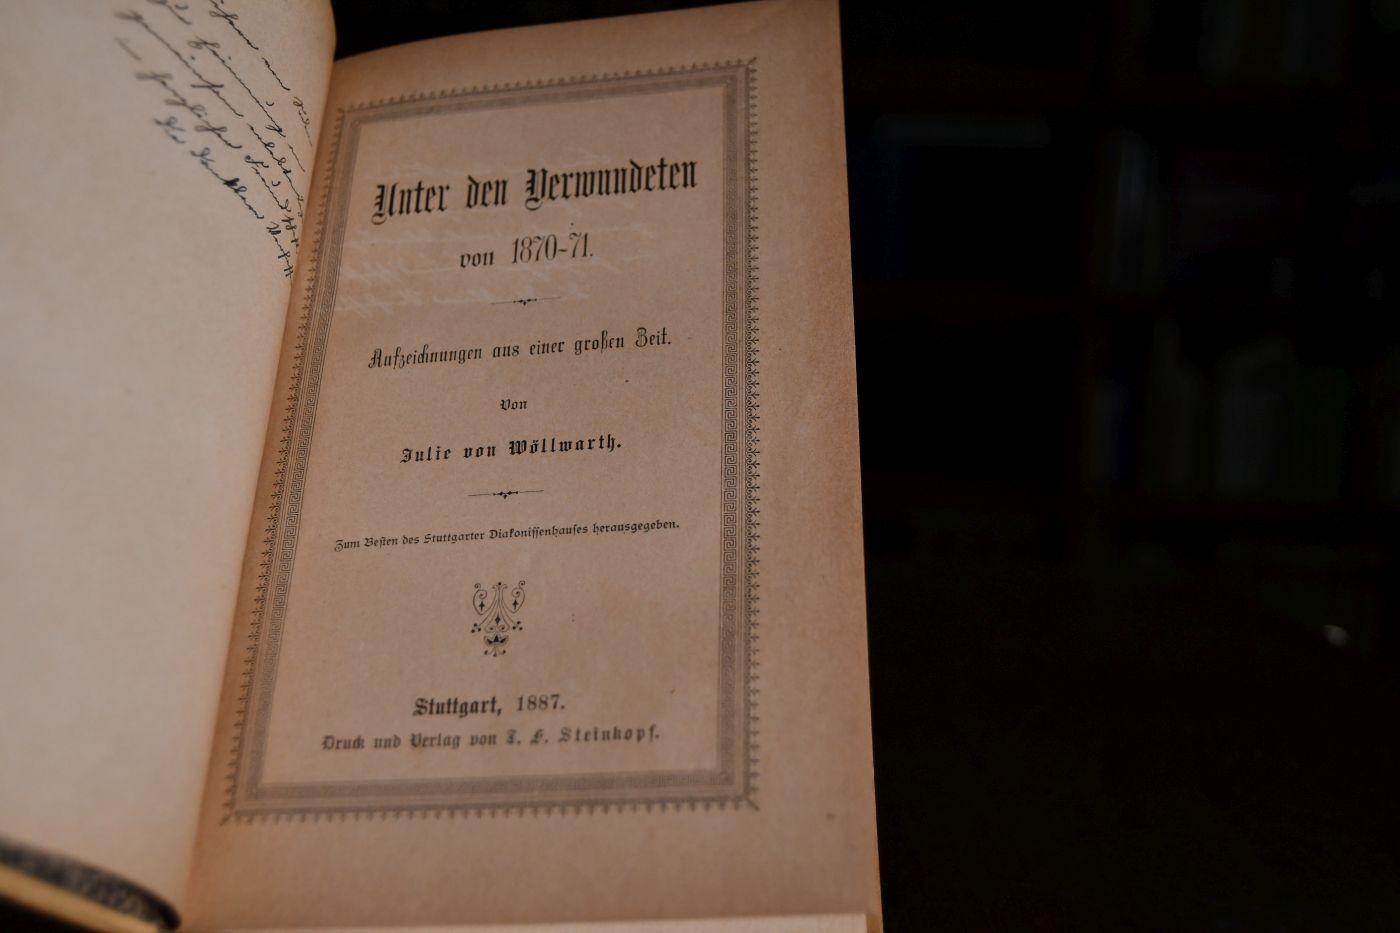 Unter den Verwundeten
von 1870-71.
Aufzeichnungen aus einer großen Zeit.
Von
Julie von Wöllwarth.
Zum Besten des Stuttgarter Diakonissenhauses herausgegeben.
Stuttgart, 1887.
Druck und Verlag von J. F. Steinkopf.